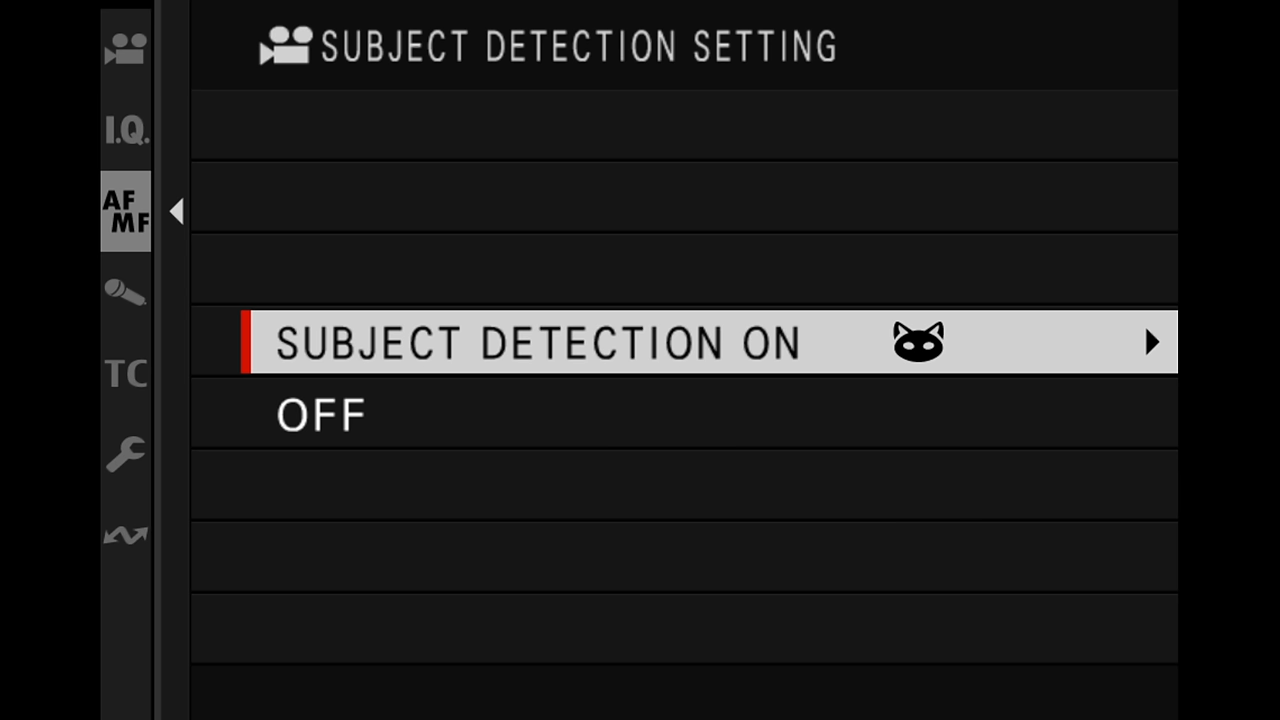 SUBJECT DETECTION SETTING
I.Q.
AF
MF
SUBJECT DETECTION ON
TC
OFF